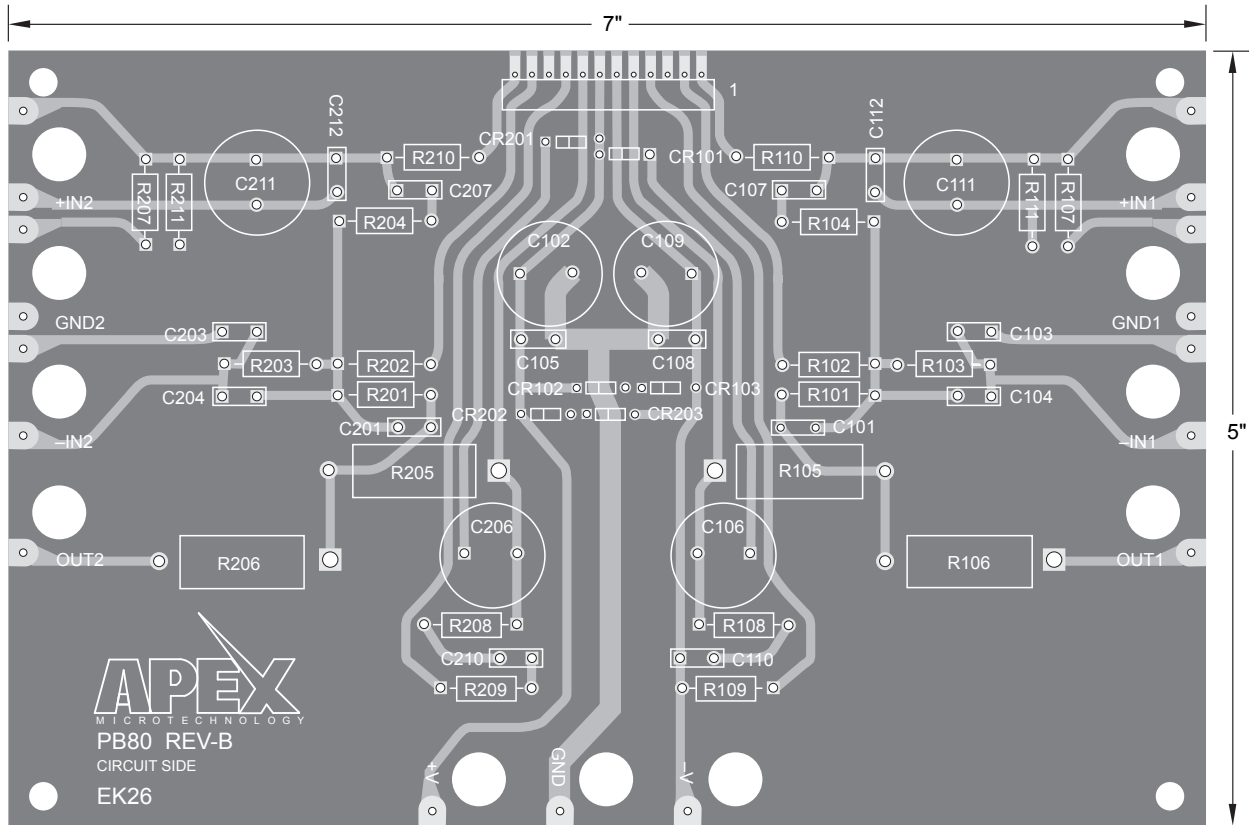 7"
1
C212
C112
CR201
CR101
R210
R110
C211
C111
C207
C107
R207
R211
R111
R107
+IN2
+IN1
R204
R104
C102
C109
GND2
GND1
C203
C103
C105
C108
R203
R202
R102
R103
CR102
CR103
C204
R201
R101
C104
CR202
CR203
C201
C101
–IN2
–IN1
5"
R205
R105
C206
C106
OUT2
OUT1
R206
R106
R208
R108
C210
C110
R209
R109
APEX
MICROTECHNOLOGY
PB80 REV-B
CIRCUIT SIDE
EK26
+V
GND
–V